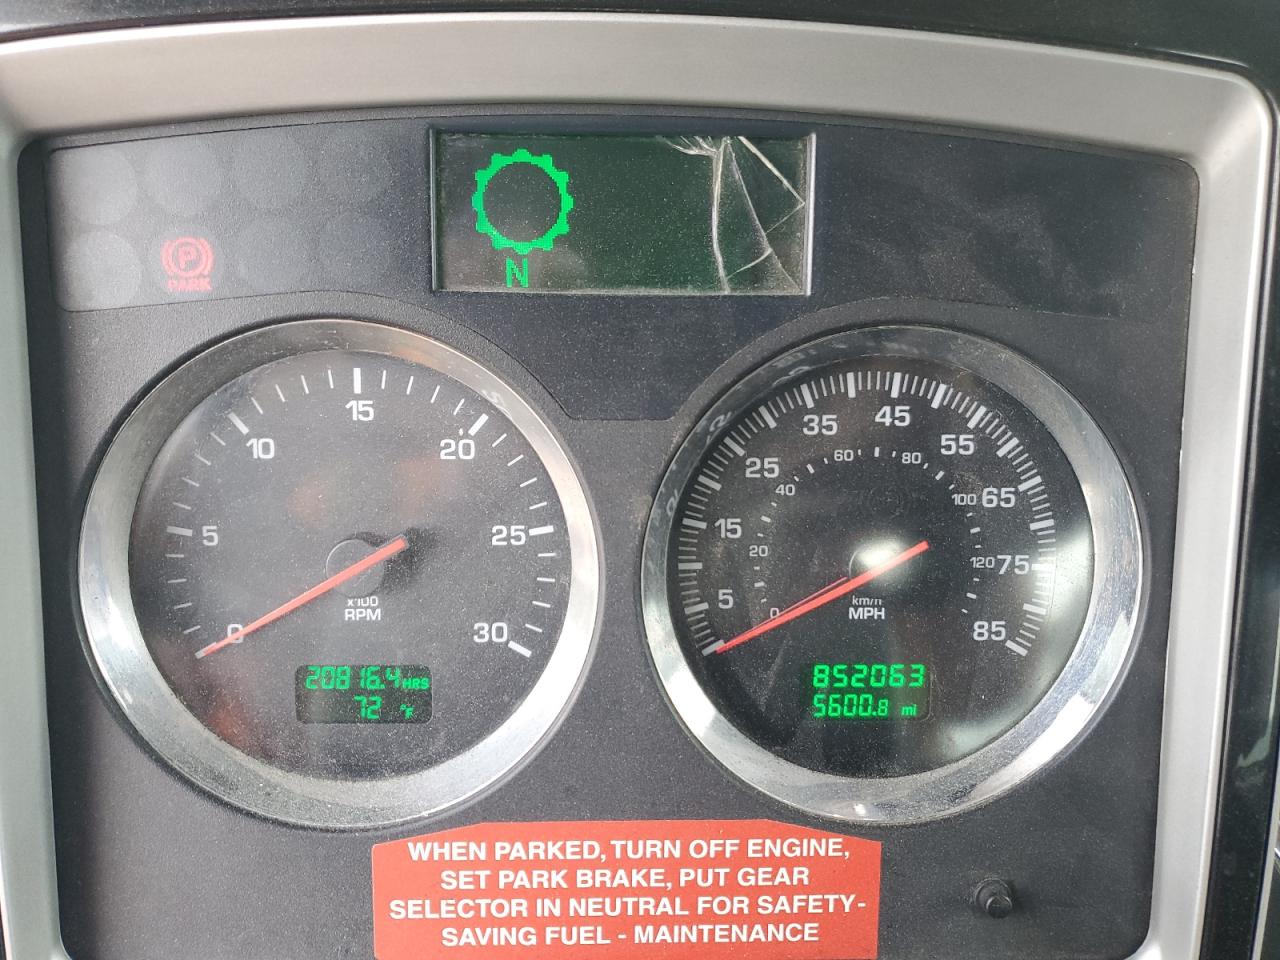 P
PARK
N
0
5
10
15
20
25
30
x100
RPM
20816.4 HRS
72 °F
5
15
25
35
45
55
65
75
85
0
20
40
60
80
100
120
km/h
MPH
852063
5600.8 mi
WHEN PARKED, TURN OFF ENGINE,
SET PARK BRAKE, PUT GEAR
SELECTOR IN NEUTRAL FOR SAFETY-
SAVING FUEL - MAINTENANCE